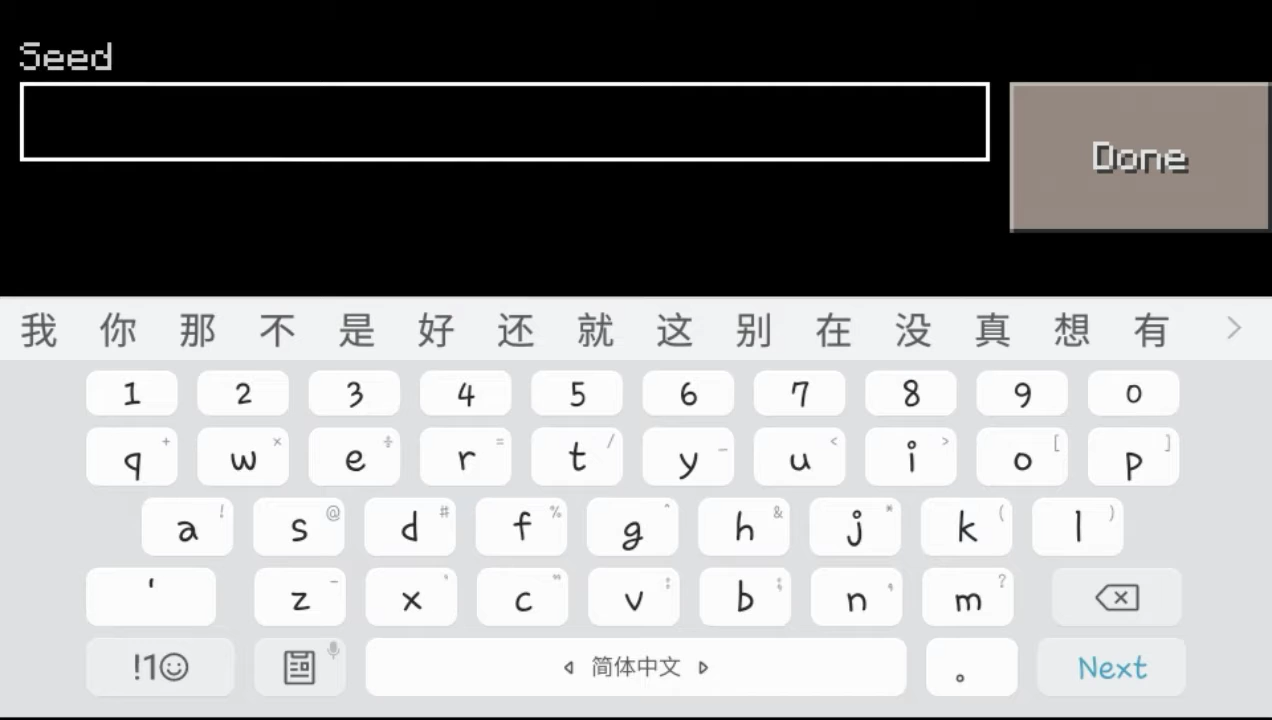 Seed
Done
我 你 那 不 是 好 还 就 这 别 在 没 真 想 有
1 2 3 4 5 6 7 8 9 0
q + w × e ÷ r = t / y _ u < i > o [ p ]
a ! s @ d # f % g ^ h & j * k ( l )
' z - x ' c " v : b ; n , m ?
!1☺ 简体中文 。 Next